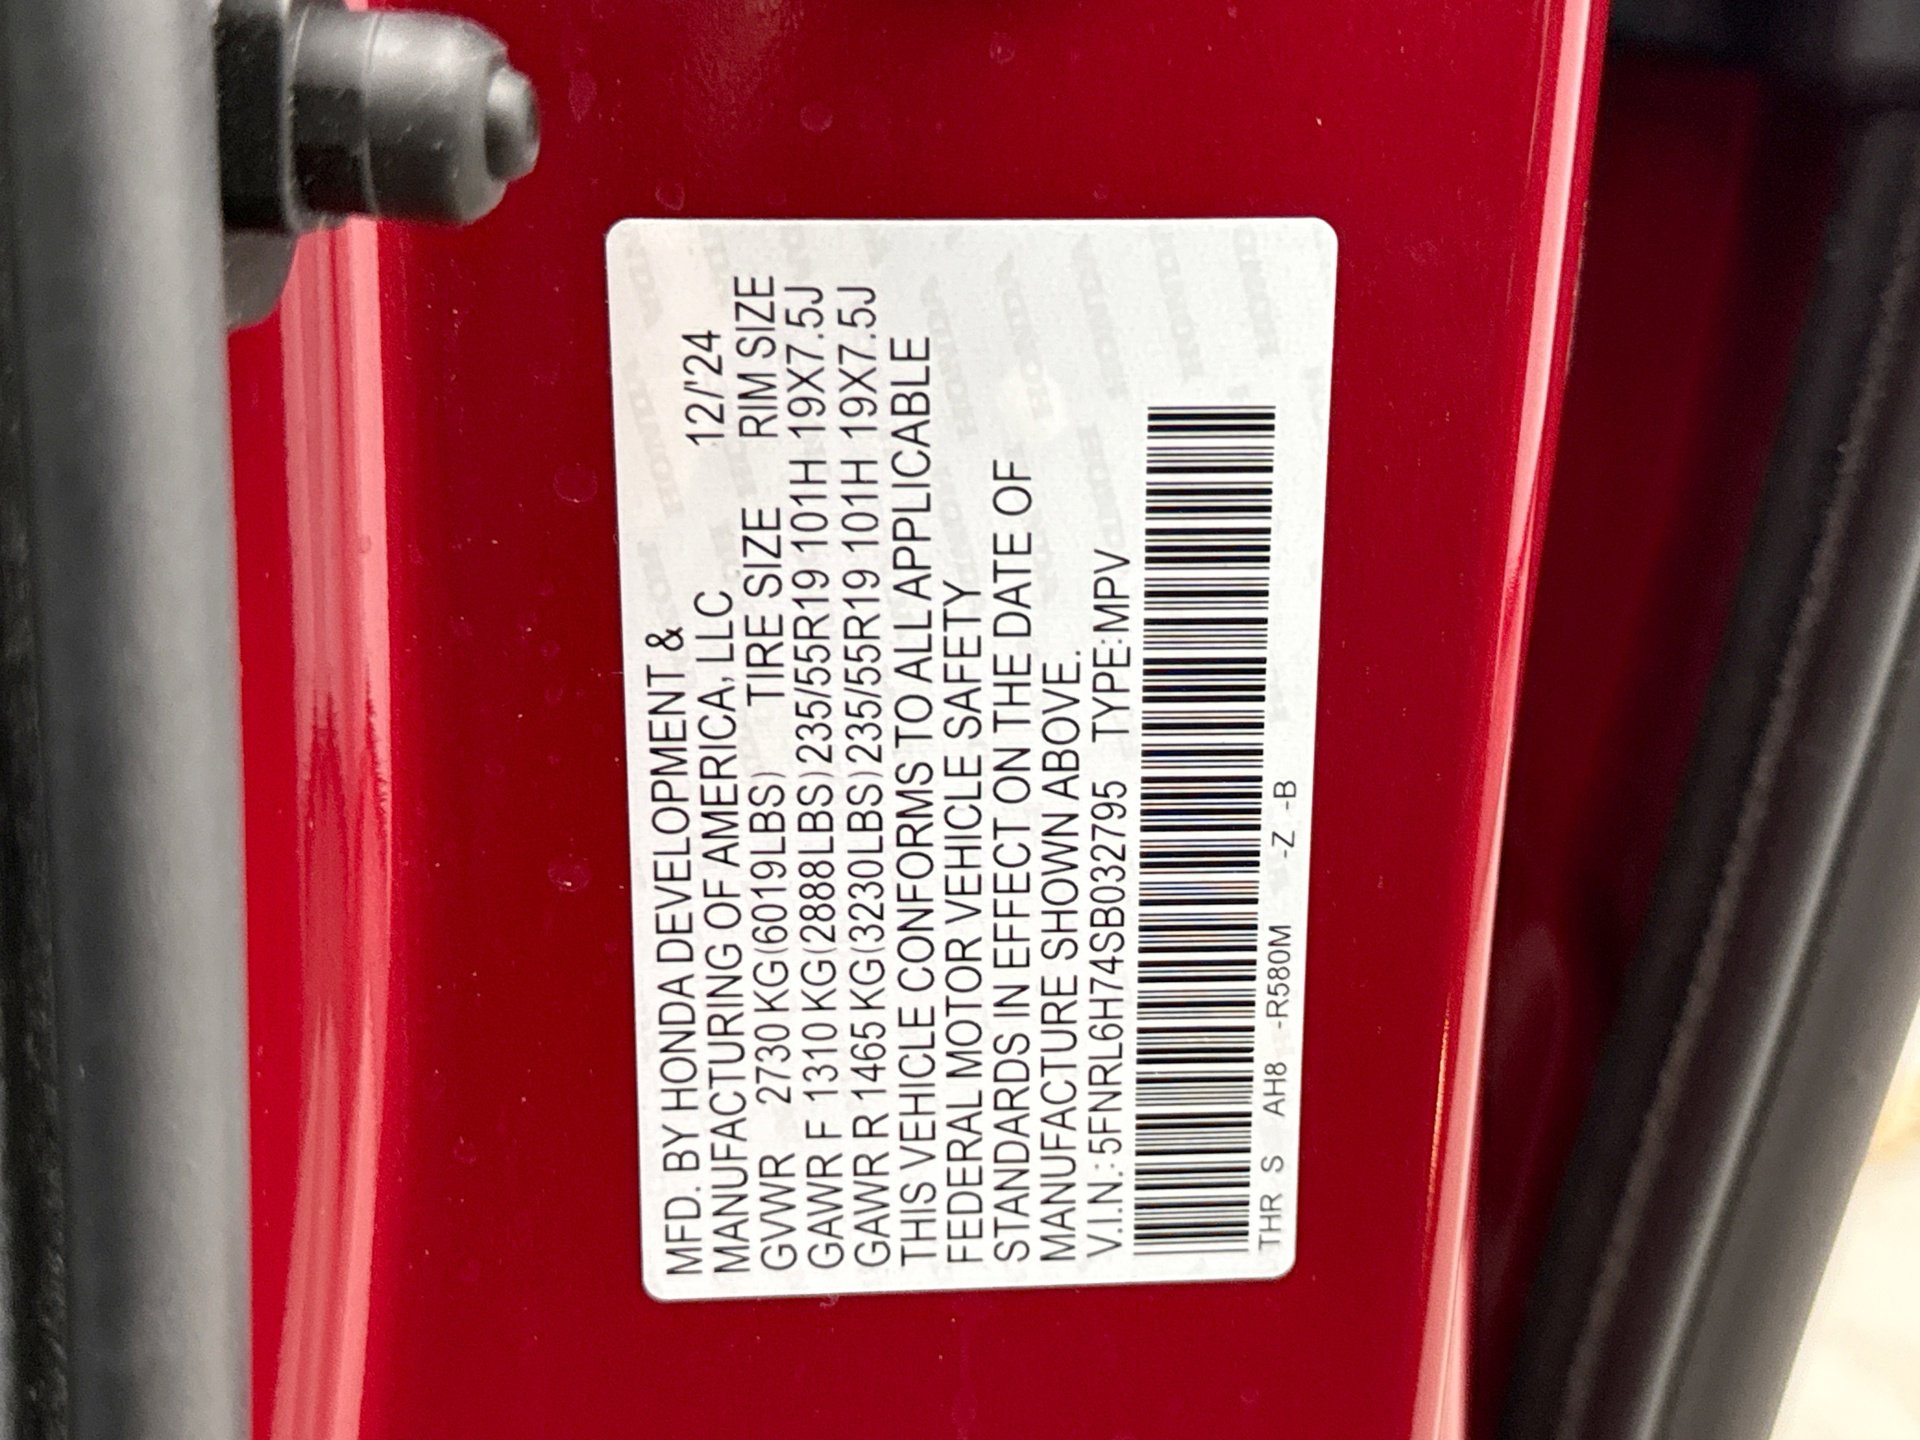 MFD. BY HONDA DEVELOPMENT &
MANUFACTURING OF AMERICA, LLC 12/'24
GVWR 2730 KG(6019LBS) TIRE SIZE RIM SIZE
GAWR F 1310 KG(2888LBS)235/55R19 101H 19X7.5J
GAWR R 1465 KG(3230LBS)235/55R19 101H 19X7.5J
THIS VEHICLE CONFORMS TO ALL APPLICABLE
FEDERAL MOTOR VEHICLE SAFETY
STANDARDS IN EFFECT ON THE DATE OF
MANUFACTURE SHOWN ABOVE.
V.I.N.:5FNRL6H74SB032795 TYPE:MPV
THR S AH8 -R580M -Z -B